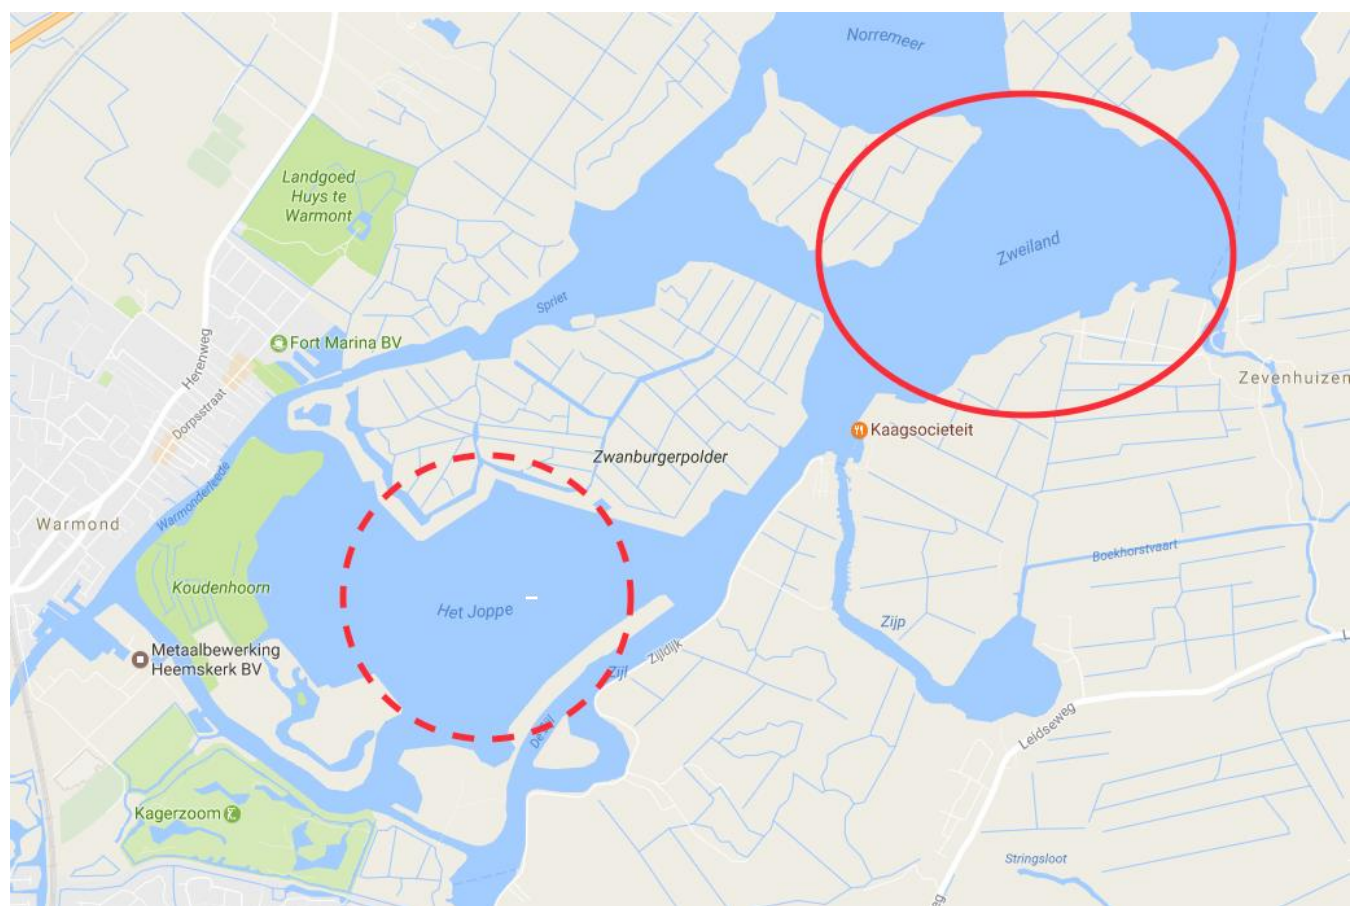 Norremeer
Landgoed
Huys te
Warmont
Zweiland
Spriet
Fort Marina BV
Herenweg
Zevenhuizen
Dorpsstraat
Kaagsocieteit
Zwanburgerpolder
Warmonderleede
Warmond
Boekhorstvaart
Koudenhoorn
Het Joppe
Zijp
Metaalbewerking
Heemskerk BV
Zijldijk
Zijl
L
Leidseweg
Kagerzoom
Stringsloot